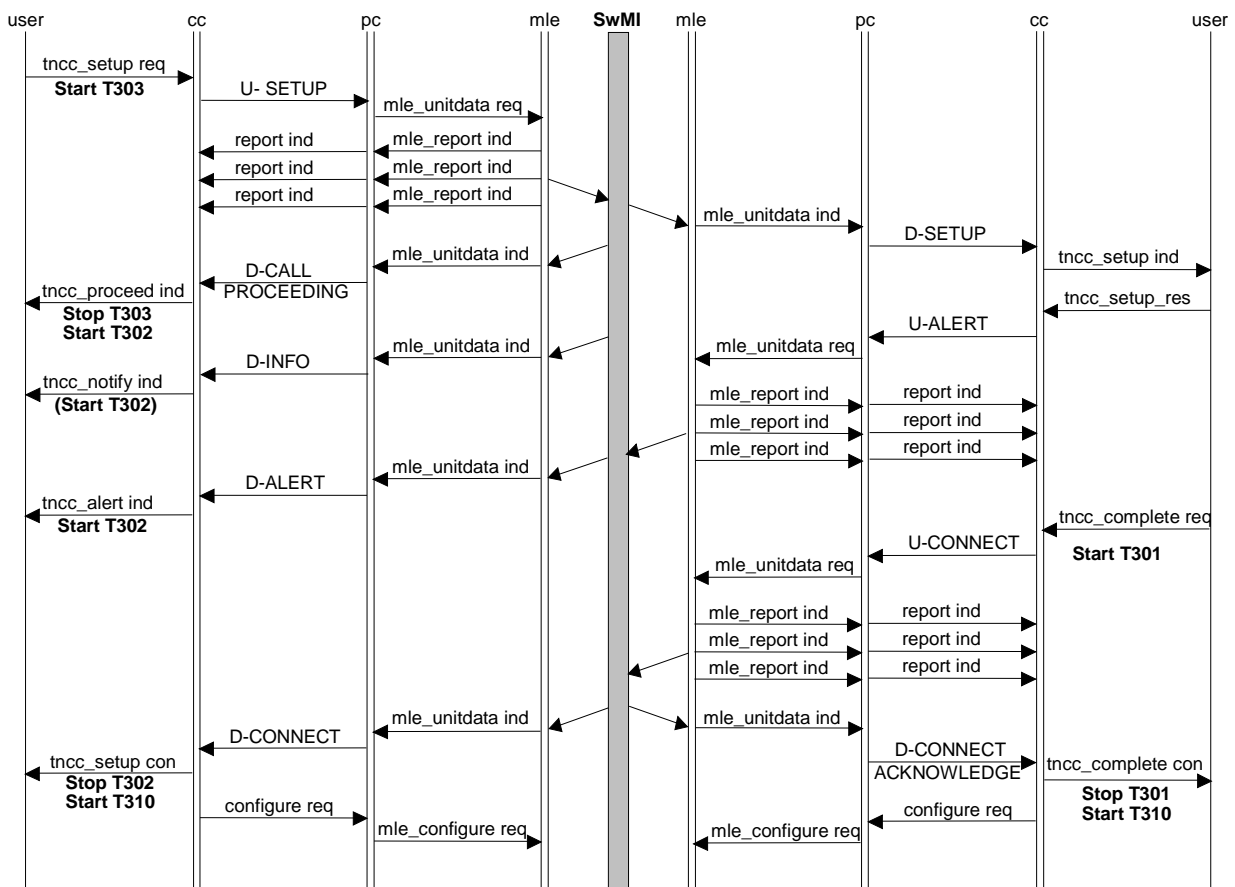 user cc pc mle SwMI mle pc cc user
tncc_setup req
Start T303
U- SETUP
mle_unitdata req
report ind mle_report ind
report ind mle_report ind
report ind mle_report ind
mle_unitdata ind
D-SETUP
tncc_setup ind
mle_unitdata ind
D-CALL
PROCEEDING
tncc_proceed ind
Stop T303
Start T302
tncc_setup_res
U-ALERT
mle_unitdata req
mle_unitdata ind
D-INFO
tncc_notify ind
(Start T302)
mle_report ind report ind
mle_report ind report ind
mle_report ind report ind
mle_unitdata ind
D-ALERT
tncc_alert ind
Start T302
tncc_complete req
Start T301
U-CONNECT
mle_unitdata req
mle_report ind report ind
mle_report ind report ind
mle_report ind report ind
mle_unitdata ind
D-CONNECT
tncc_setup con
Stop T302
Start T310
mle_unitdata ind
D-CONNECT
ACKNOWLEDGE
tncc_complete con
Stop T301
Start T310
configure req
mle_configure req
configure req
mle_configure req